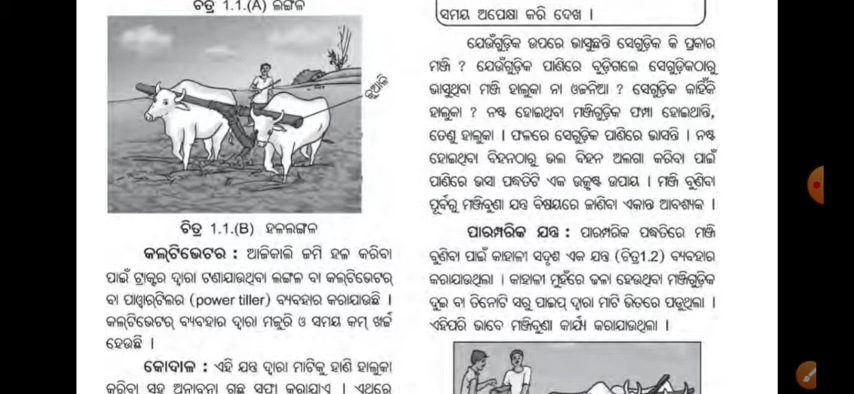 ଚିତ୍ର 1.1.(A) ଲଙ୍ଗଳ
ଜୁଆଳି
ଚିତ୍ର 1.1.(B) ହଳଲଙ୍ଗଳ
କଲ୍‌ଟିଭେଟର : ଆଜିକାଲି ଜମି ହଳ କରିବା
ପାଇଁ ଟ୍ରାକ୍ଟର ଦ୍ୱାରା ଟଣାଯାଉଥିବା ଲଙ୍ଗଳ ବା କଲ୍‌ଟିଭେଟର୍
ବା ପାୱାର୍‌ଟିଲର (power tiller) ବ୍ୟବହାର କରାଯାଉଛି ।
କଲ୍‌ଟିଭେଟର୍ ବ୍ୟବହାର ଦ୍ୱାରା ମଜୁରି ଓ ସମୟ କମ୍ ଖର୍ଚ୍ଚ
ହେଉଛି ।
କୋଦାଳ : ଏହି ଯନ୍ତ୍ର ଦ୍ୱାରା ମାଟିକୁ ହାଣି ହାଲୁକା
କରିବା ସହ ଅନାବନା ଗଛ ସଫା କରାଯାଏ । ଏଥିରେ
ସମୟ ଅପେକ୍ଷା କରି ଦେଖ ।
ଯେଉଁଗୁଡ଼ିକ ଉପରେ ଭାସୁଛନ୍ତି ସେଗୁଡ଼ିକ କି ପ୍ରକାର
ମଞ୍ଜି ? ଯେଉଁଗୁଡ଼ିକ ପାଣିରେ ବୁଡ଼ିଗଲେ ସେଗୁଡ଼ିକଠାରୁ
ଭାସୁଥିବା ମଞ୍ଜି ହାଲୁକା ନା ଓଜନିଆ ? ସେଗୁଡ଼ିକ କାହିଁକି
ହାଲୁକା ? ନଷ୍ଟ ହୋଇଥିବା ମଞ୍ଜିଗୁଡ଼ିକ ଫମ୍ପା ହୋଇଥାନ୍ତି,
ତେଣୁ ହାଲୁକା । ଫଳରେ ସେଗୁଡ଼ିକ ପାଣିରେ ଭାସନ୍ତି । ନଷ୍ଟ
ହୋଇଥିବା ବିହନଠାରୁ ଭଲ ବିହନ ଅଲଗା କରିବା ପାଇଁ
ପାଣିରେ ଭସା ପଦ୍ଧତିଟି ଏକ ଉତ୍କୃଷ୍ଟ ଉପାୟ । ମଞ୍ଜି ବୁଣିବା
ପୂର୍ବରୁ ମଞ୍ଜିବୁଣା ଯନ୍ତ୍ର ବିଷୟରେ ଜାଣିବା ଏକାନ୍ତ ଆବଶ୍ୟକ ।
ପାରମ୍ପରିକ ଯନ୍ତ୍ର : ପାରମ୍ପରିକ ପଦ୍ଧତିରେ ମଞ୍ଜି
ବୁଣିବା ପାଇଁ କାହାଳୀ ସଦୃଶ ଏକ ଯନ୍ତ୍ର (ଚିତ୍ର1.2) ବ୍ୟବହାର
କରାଯାଉଥିଲା । କାହାଳୀ ମୁହଁରେ ଢଳା ହେଉଥିବା ମଞ୍ଜିଗୁଡ଼ିକ
ଦୁଇ ବା ତିନୋଟି ସରୁ ପାଇପ୍ ଦ୍ୱାରା ମାଟି ଭିତରେ ପଡୁଥିଲା ।
ଏହିପରି ଭାବେ ମଞ୍ଜିବୁଣା କାର୍ଯ୍ୟ କରାଯାଉଥିଲା ।